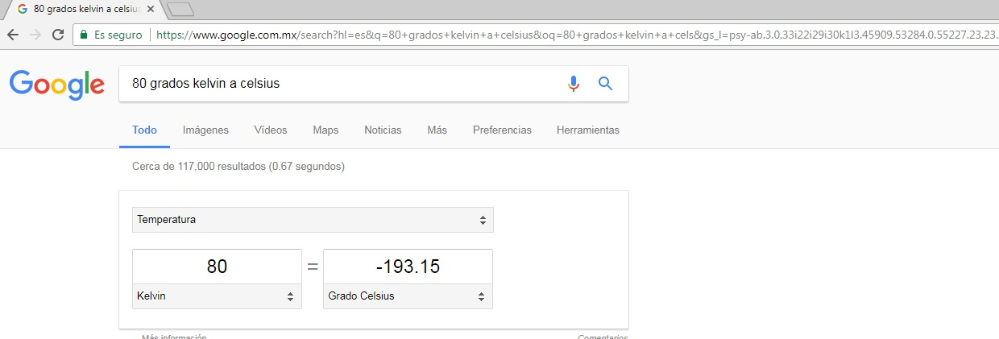 80 grados kelvin a celsius
Es seguro | https://www.google.com.mx/search?hl=es&q=80+grados+kelvin+a+celsius&oq=80+grados+kelvin+a+cels&gs_l=psy-ab.3.0.33i22i29i30k1l3.45909.53284.0.55227.23.23.
Google
80 grados kelvin a celsius
Todo Imágenes Vídeos Maps Noticias Más Preferencias Herramientas
Cerca de 117,000 resultados (0.67 segundos)
Temperatura
80 = -193.15
Kelvin Grado Celsius
Más información Comentarios